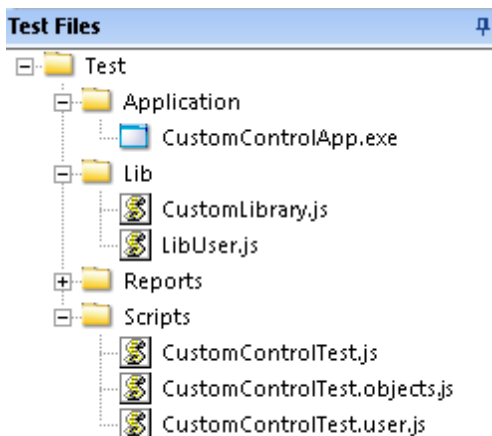 Test Files
Test
Application
CustomControlApp.exe
Lib
CustomLibrary.js
LibUser.js
Reports
Scripts
CustomControlTest.js
CustomControlTest.objects.js
CustomControlTest.user.js